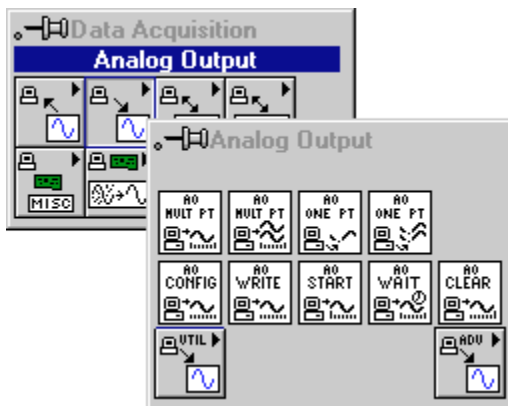 Data Acquisition
Analog Output
MISC
Analog Output
AO MULT PT
AO MULT PT
AO ONE PT
AO ONE PT
AO CONFIG
AO WRITE
AO START
AO WAIT
AO CLEAR
UTIL
ADV